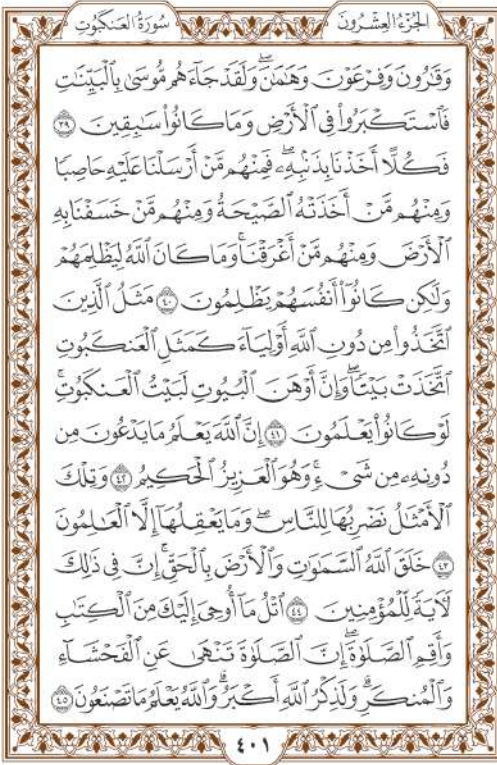 الجزء العشرون سورة العنكبوت
وَقَٰرُونَ وَفِرْعَوْنَ وَهَٰمَٰنَۖ وَلَقَدْ جَآءَهُم مُّوسَىٰ بِٱلْبَيِّنَٰتِ
فَٱسْتَكْبَرُوا۟ فِى ٱلْأَرْضِ وَمَا كَانُوا۟ سَٰبِقِينَ ٣٩
فَكُلًّا أَخَذْنَا بِذَنۢبِهِۦۖ فَمِنْهُم مَّنْ أَرْسَلْنَا عَلَيْهِ حَاصِبًا
وَمِنْهُم مَّنْ أَخَذَتْهُ ٱلصَّيْحَةُ وَمِنْهُم مَّنْ خَسَفْنَا بِهِ
ٱلْأَرْضَ وَمِنْهُم مَّنْ أَغْرَقْنَاۚ وَمَا كَانَ ٱللَّهُ لِيَظْلِمَهُمْ
وَلَٰكِن كَانُوٓا۟ أَنفُسَهُمْ يَظْلِمُونَ ٤٠ مَثَلُ ٱلَّذِينَ
ٱتَّخَذُوا۟ مِن دُونِ ٱللَّهِ أَوْلِيَآءَ كَمَثَلِ ٱلْعَنكَبُوتِ
ٱتَّخَذَتْ بَيْتًاۖ وَإِنَّ أَوْهَنَ ٱلْبُيُوتِ لَبَيْتُ ٱلْعَنكَبُوتِۚ
لَوْ كَانُوا۟ يَعْلَمُونَ ٤١ إِنَّ ٱللَّهَ يَعْلَمُ مَا يَدْعُونَ مِن
دُونِهِۦ مِن شَىْءٍۚ وَهُوَ ٱلْعَزِيزُ ٱلْحَكِيمُ ٤٢ وَتِلْكَ
ٱلْأَمْثَٰلُ نَضْرِبُهَا لِلنَّاسِۖ وَمَا يَعْقِلُهَآ إِلَّا ٱلْعَٰلِمُونَ
٤٣ خَلَقَ ٱللَّهُ ٱلسَّمَٰوَٰتِ وَٱلْأَرْضَ بِٱلْحَقِّۚ إِنَّ فِى ذَٰلِكَ
لَءَايَةً لِّلْمُؤْمِنِينَ ٤٤ ٱتْلُ مَآ أُوحِىَ إِلَيْكَ مِنَ ٱلْكِتَٰبِ
وَأَقِمِ ٱلصَّلَوٰةَۖ إِنَّ ٱلصَّلَوٰةَ تَنْهَىٰ عَنِ ٱلْفَحْشَآءِ
وَٱلْمُنكَرِۗ وَلَذِكْرُ ٱللَّهِ أَكْبَرُۗ وَٱللَّهُ يَعْلَمُ مَا تَصْنَعُونَ ٤٥
٤٠١